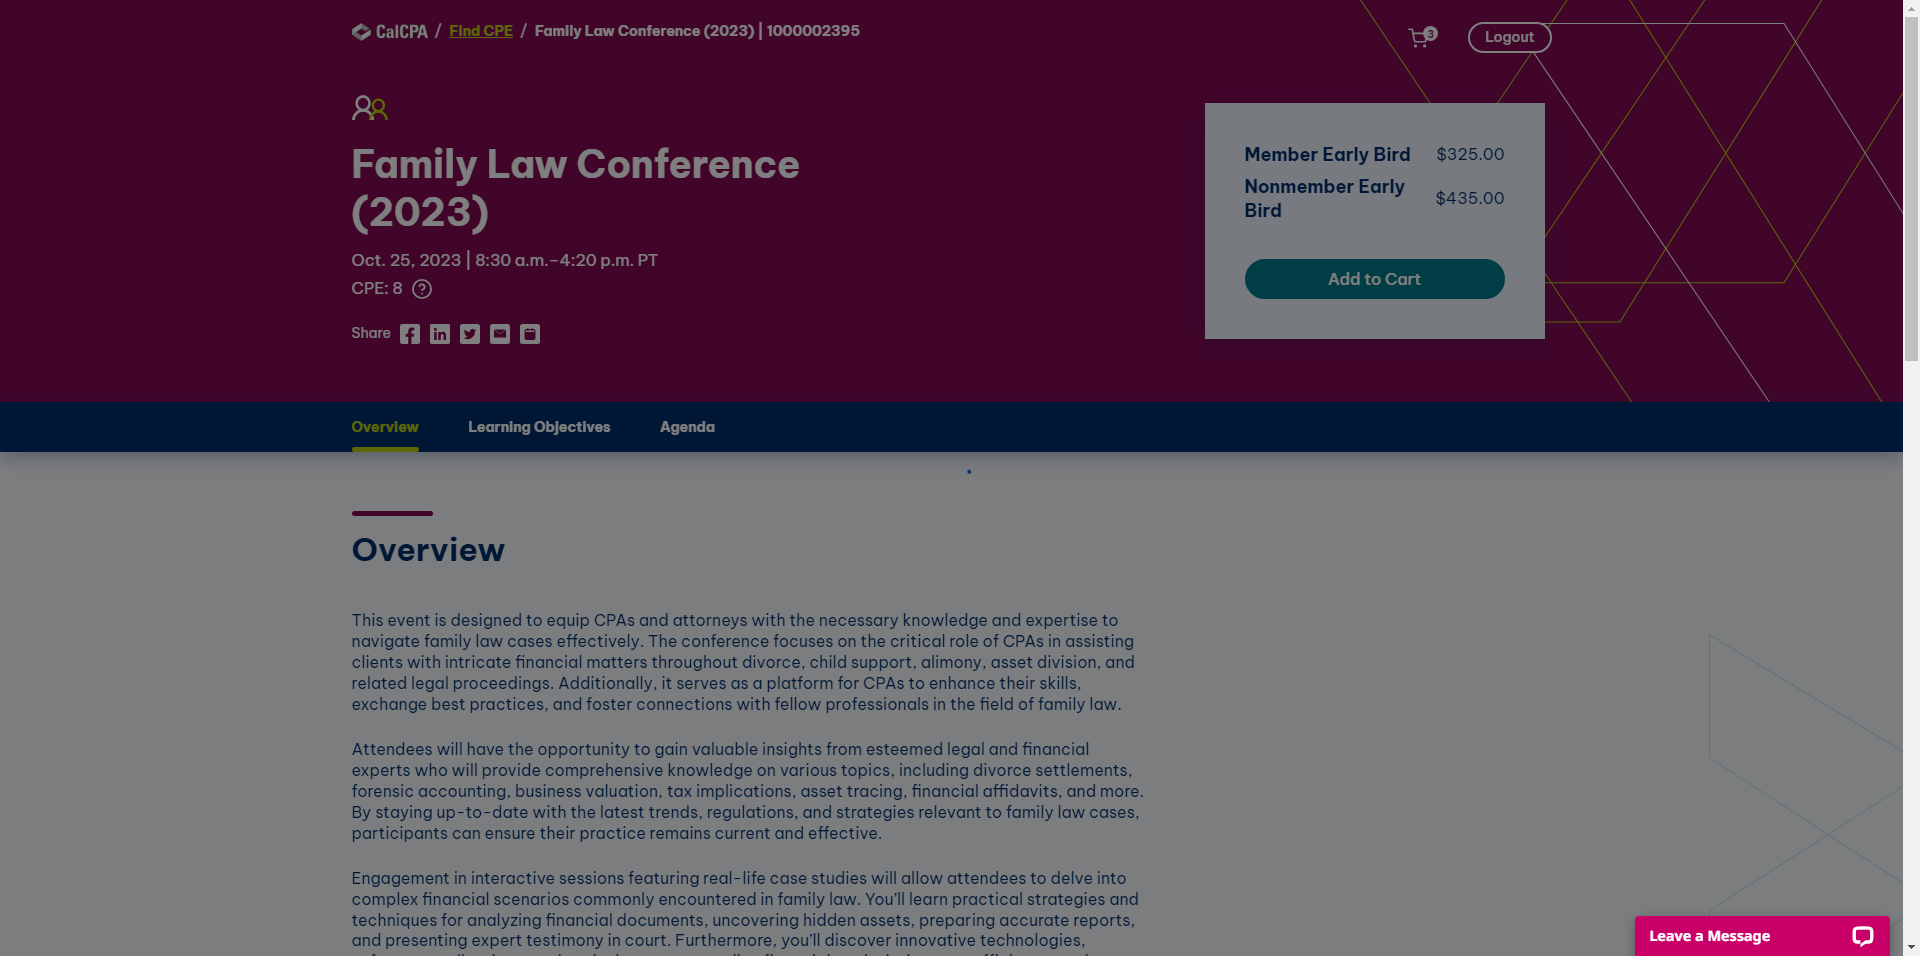 CalCPA / Find CPE / Family Law Conference (2023) | 1000002395
3
Logout
Family Law Conference
(2023)
Oct. 25, 2023 | 8:30 a.m.–4:20 p.m. PT
CPE: 8 ?
Share
Member Early Bird $325.00
Nonmember Early
Bird $435.00
Add to Cart
Overview Learning Objectives Agenda
Overview
This event is designed to equip CPAs and attorneys with the necessary knowledge and expertise to
navigate family law cases effectively. The conference focuses on the critical role of CPAs in assisting
clients with intricate financial matters throughout divorce, child support, alimony, asset division, and
related legal proceedings. Additionally, it serves as a platform for CPAs to enhance their skills,
exchange best practices, and foster connections with fellow professionals in the field of family law.
Attendees will have the opportunity to gain valuable insights from esteemed legal and financial
experts who will provide comprehensive knowledge on various topics, including divorce settlements,
forensic accounting, business valuation, tax implications, asset tracing, financial affidavits, and more.
By staying up-to-date with the latest trends, regulations, and strategies relevant to family law cases,
participants can ensure their practice remains current and effective.
Engagement in interactive sessions featuring real-life case studies will allow attendees to delve into
complex financial scenarios commonly encountered in family law. You'll learn practical strategies and
techniques for analyzing financial documents, uncovering hidden assets, preparing accurate reports,
and presenting expert testimony in court. Furthermore, you'll discover innovative technologies,
Leave a Message